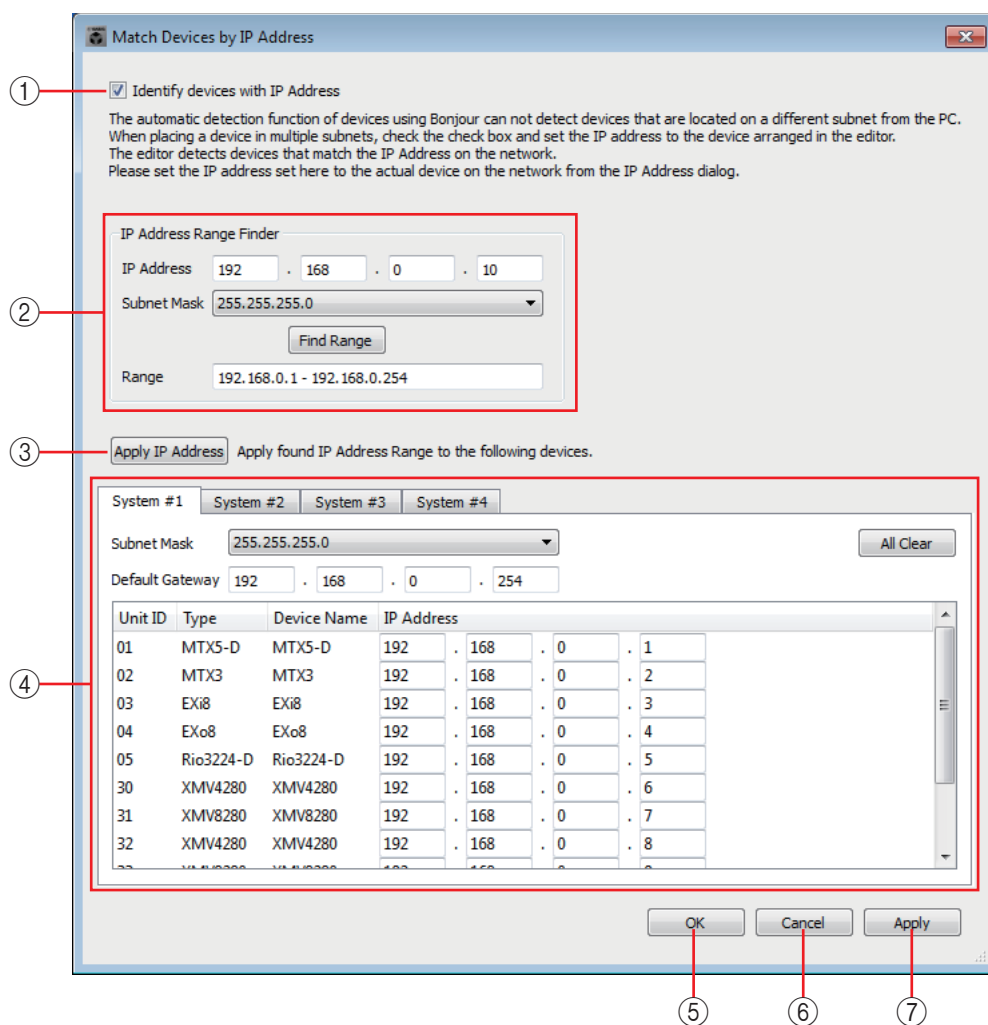 Match Devices by IP Address
① Identify devices with IP Address
The automatic detection function of devices using Bonjour can not detect devices that are located on a different subnet from the PC.
When placing a device in multiple subnets, check the check box and set the IP address to the device arranged in the editor.
The editor detects devices that match the IP Address on the network.
Please set the IP address set here to the actual device on the network from the IP Address dialog.
IP Address Range Finder
IP Address 192 . 168 . 0 . 10
② Subnet Mask 255.255.255.0
Find Range
Range 192.168.0.1 - 192.168.0.254
③ Apply IP Address Apply found IP Address Range to the following devices.
System #1 System #2 System #3 System #4
Subnet Mask 255.255.255.0 All Clear
Default Gateway 192 . 168 . 0 . 254
Unit ID Type Device Name IP Address
01 MTX5-D MTX5-D 192 . 168 . 0 . 1
④ 02 MTX3 MTX3 192 . 168 . 0 . 2
03 EXi8 EXi8 192 . 168 . 0 . 3
04 EXo8 EXo8 192 . 168 . 0 . 4
05 Rio3224-D Rio3224-D 192 . 168 . 0 . 5
30 XMV4280 XMV4280 192 . 168 . 0 . 6
31 XMV8280 XMV8280 192 . 168 . 0 . 7
32 XMV4280 XMV4280 192 . 168 . 0 . 8
OK Cancel Apply
⑤ ⑥ ⑦